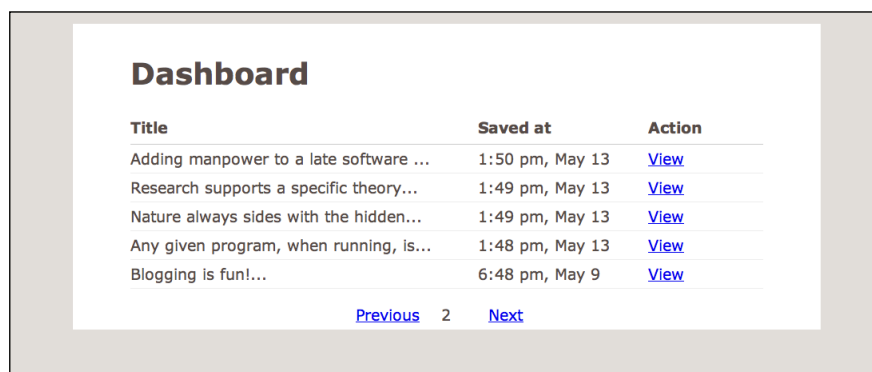 Dashboard
Title Saved at Action
Adding manpower to a late software ... 1:50 pm, May 13 View
Research supports a specific theory... 1:49 pm, May 13 View
Nature always sides with the hidden... 1:49 pm, May 13 View
Any given program, when running, is... 1:48 pm, May 13 View
Blogging is fun!... 6:48 pm, May 9 View
Previous 2 Next